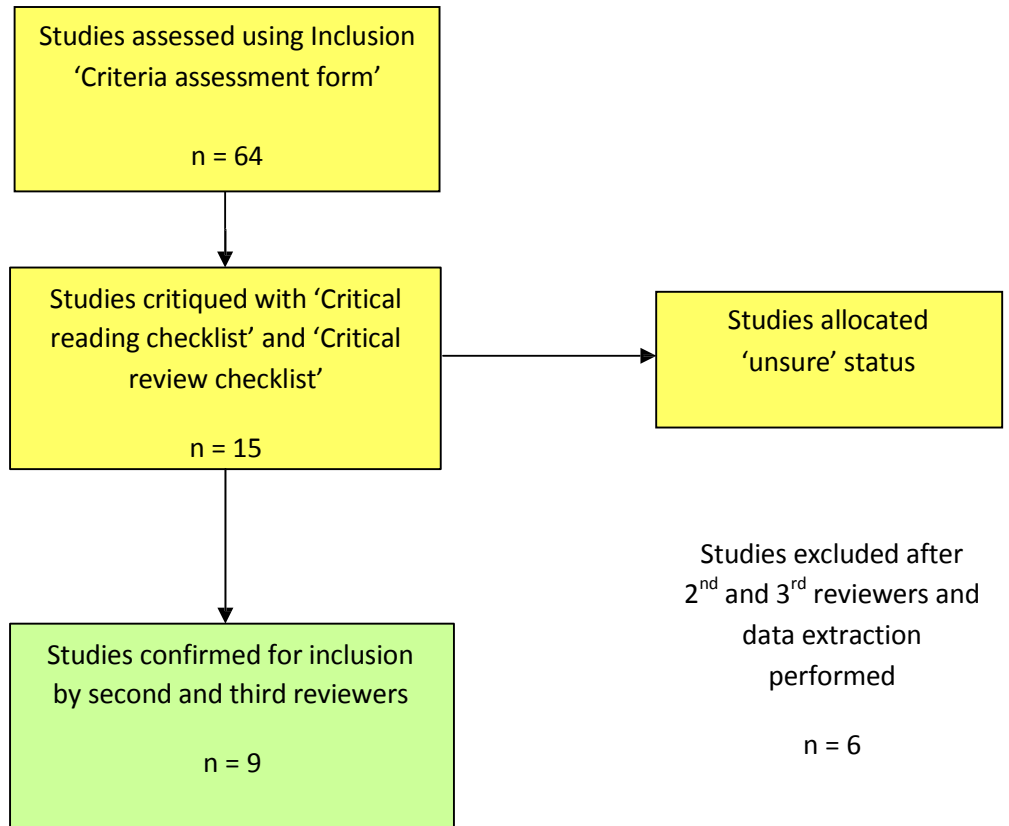 Studies assessed using Inclusion
‘Criteria assessment form’
n = 64
Studies critiqued with ‘Critical
reading checklist’ and ‘Critical
review checklist’
n = 15
Studies allocated
‘unsure’ status
Studies excluded after
2nd and 3rd reviewers and
data extraction
performed
n = 6
Studies confirmed for inclusion
by second and third reviewers
n = 9